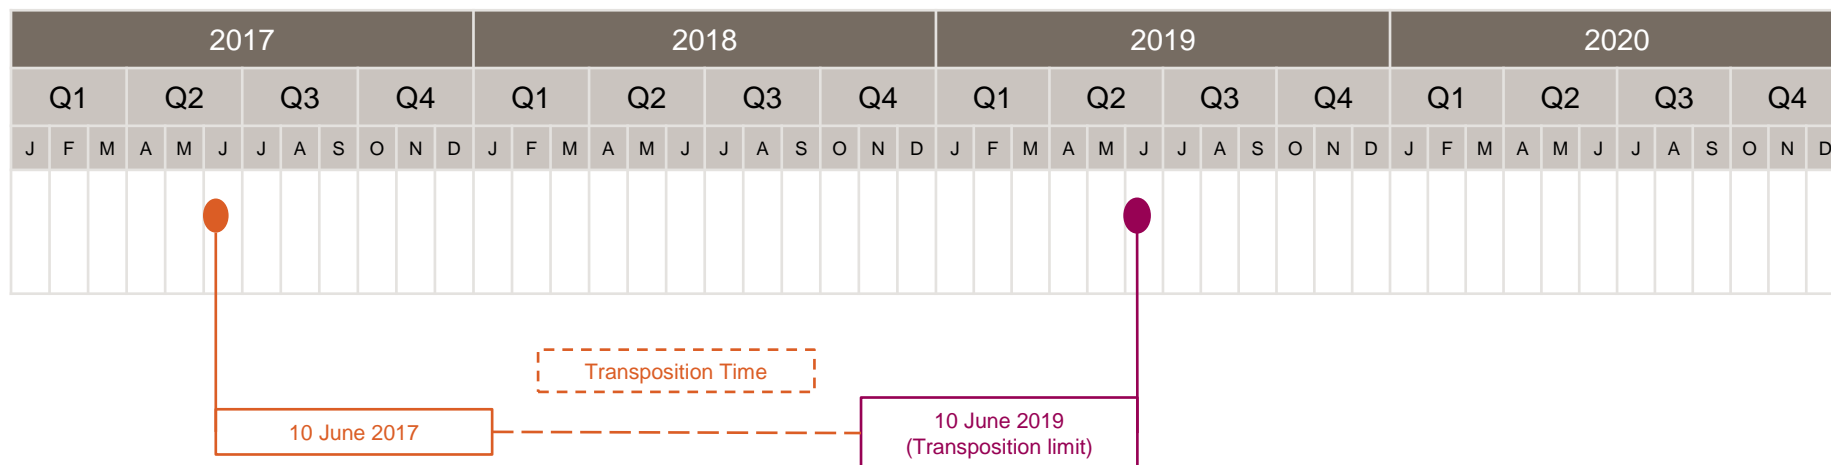 2017 2018 2019 2020
Q1 Q2 Q3 Q4 Q1 Q2 Q3 Q4 Q1 Q2 Q3 Q4 Q1 Q2 Q3 Q4
J F M A M J J A S O N D J F M A M J J A S O N D J F M A M J J A S O N D J F M A M J J A S O N D
Transposition Time
10 June 2017
10 June 2019
(Transposition limit)